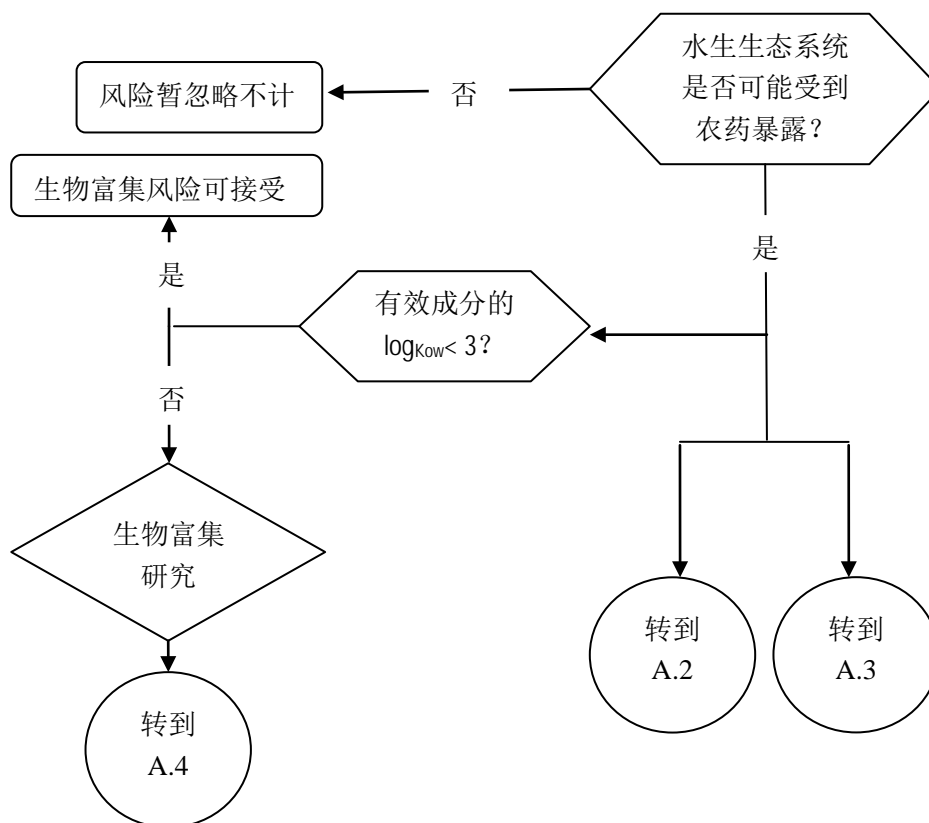 水生生态系统
是否可能受到
农药暴露？
否
风险暂忽略不计
生物富集风险可接受
是
是
有效成分的
logKow< 3？
否
生物富集
研究
转到
A.2
转到
A.3
转到
A.4